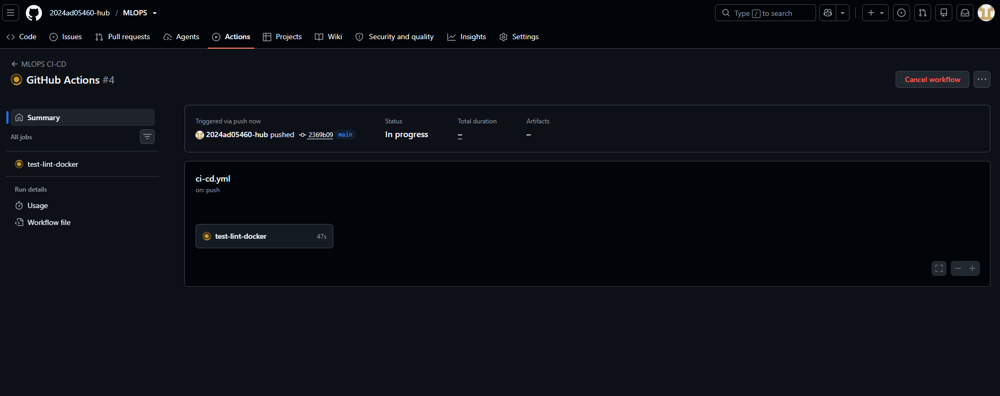 2024ad05460-hub / MLOPS
Type / to search
Code Issues Pull requests Agents Actions Projects Wiki Security and quality Insights Settings
MLOPS CI-CD
GitHub Actions #4
Cancel workflow
Summary
All jobs
test-lint-docker
Run details
Usage
Workflow file
Triggered via push now
2024ad05460-hub pushed 2369b09 main
Status
In progress
Total duration
–
Artifacts
–
ci-cd.yml
on: push
test-lint-docker 47s